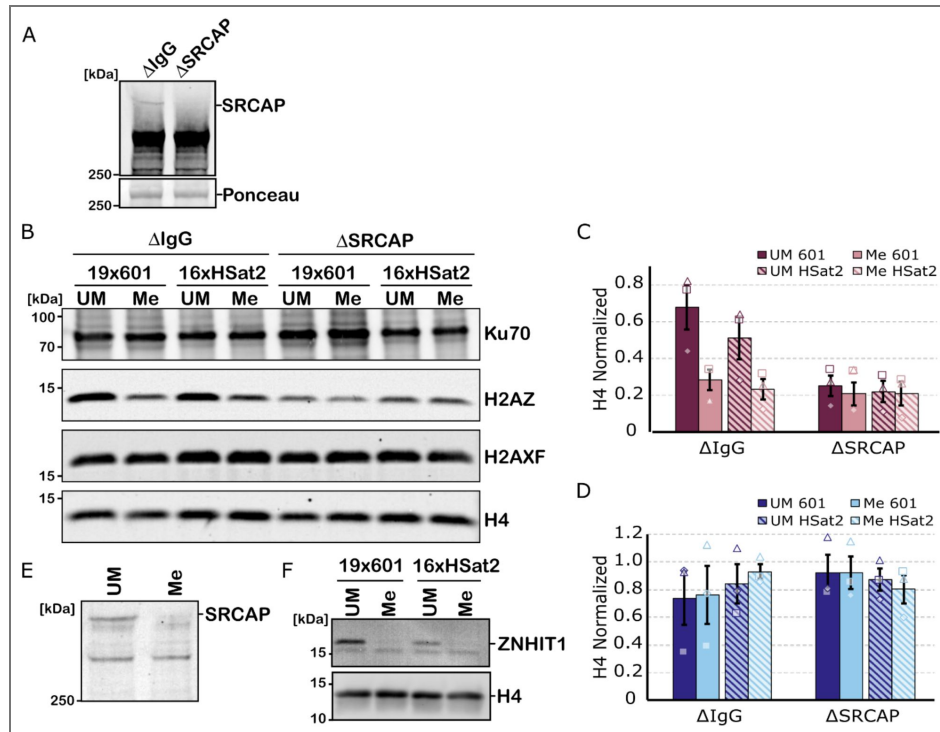 A
ΔIgG
ΔSRCAP
[kDa]
SRCAP
250
Ponceau
250
B
ΔIgG ΔSRCAP
19x601 16xHSat2 19x601 16xHSat2
[kDa] UM Me UM Me UM Me UM Me
100
Ku70
70
15
H2AZ
H2AXF
15
15
H4
C
UM 601 Me 601
UM HSat2 Me HSat2
H4 Normalized
0.8
0.6
0.4
0.2
0
ΔIgG ΔSRCAP
D
UM 601 Me 601
UM HSat2 Me HSat2
H4 Normalized
1.2
1.0
0.8
0.6
0.4
0.2
0
ΔIgG ΔSRCAP
E
UM Me
[kDa]
SRCAP
250
F
19x601 16xHSat2
[kDa] UM Me UM Me
ZNHIT1
15
15
H4
10